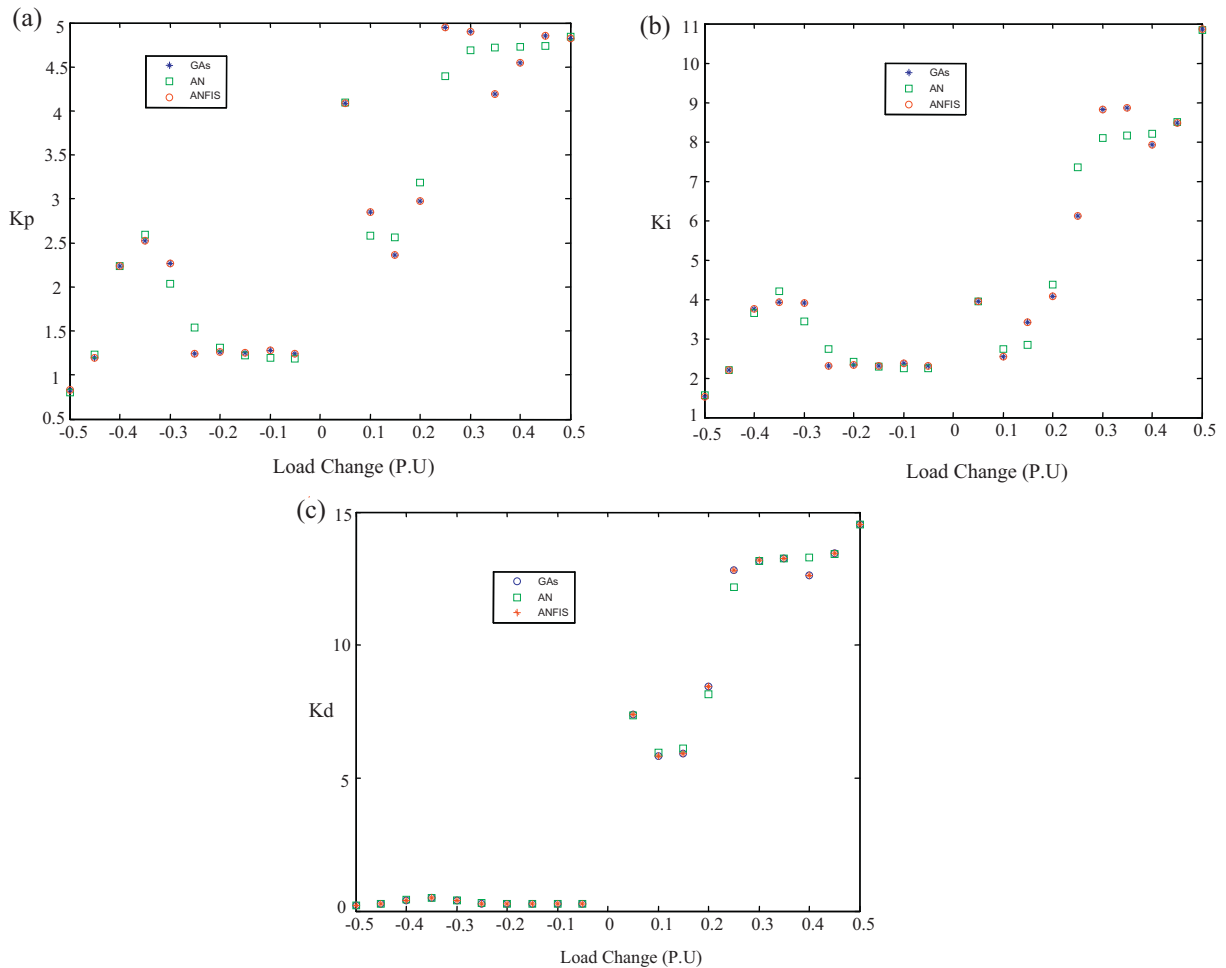 (a)
5
4.5
4
3.5
3
2.5
2
1.5
1
0.5
Kp
GAs
AN
ANFIS
-0.5 -0.4 -0.3 -0.2 -0.1 0 0.1 0.2 0.3 0.4 0.5
Load Change (P.U)
(b)
11
10
9
8
7
6
5
4
3
2
1
Ki
GAs
AN
ANFIS
-0.5 -0.4 -0.3 -0.2 -0.1 0 0.1 0.2 0.3 0.4 0.5
Load Change (P.U)
(c)
15
10
5
0
Kd
GAs
AN
ANFIS
-0.5 -0.4 -0.3 -0.2 -0.1 0 0.1 0.2 0.3 0.4 0.5
Load Change (P.U)